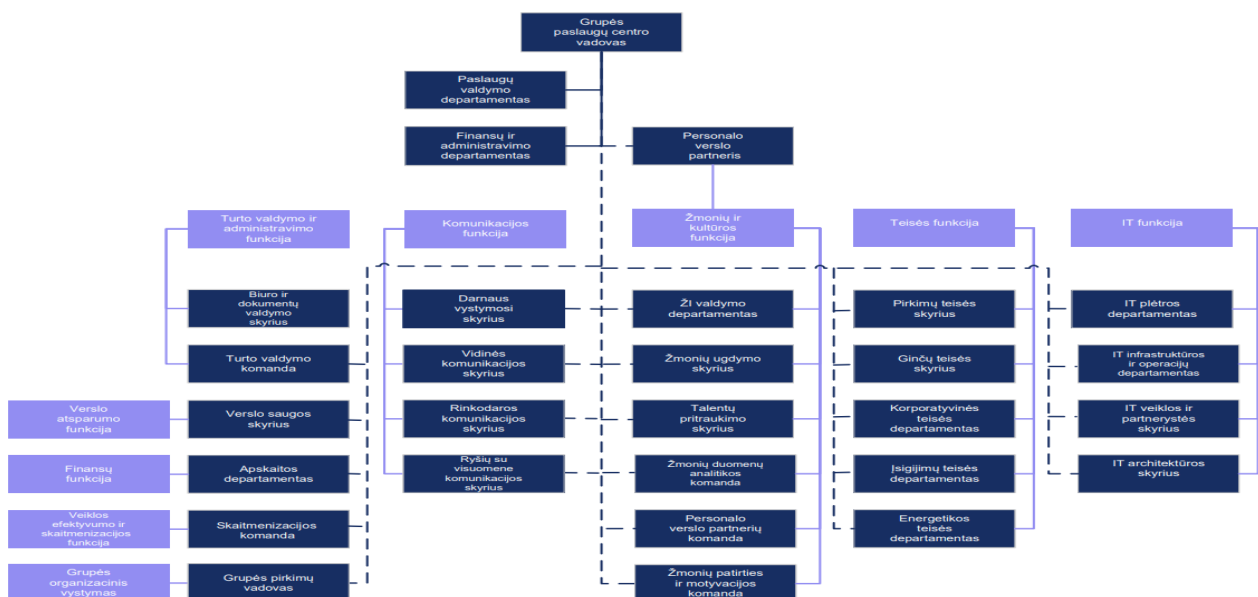 Grupės
paslaugų centro
vadovas
Paslaugų
valdymo
departamentas
Finansų ir
administravimo
departamentas
Personalo
verslo
partneris
Turto valdymo ir
administravimo
funkcija
Komunikacijos
funkcija
Žmonių ir
kultūros
funkcija
Teisės funkcija
IT funkcija
Biuro ir
dokumentų
valdymo
skyrius
Darnaus
vystymosi
skyrius
ŽI valdymo
departamentas
Pirkimų teisės
skyrius
IT plėtros
departamentas
Turto valdymo
komanda
Vidinės
komunikacijos
skyrius
Žmonių ugdymo
skyrius
Ginčų teisės
skyrius
IT infrastruktūros
ir operacijų
departamentas
Verslo
atsparumo
funkcija
Verslo saugos
skyrius
Rinkodaros
komunikacijos
skyrius
Talentų
pritraukimo
skyrius
Korporatyvinės
teisės
departamentas
IT veiklos ir
partnerystės
skyrius
Finansų
funkcija
Apskaitos
departamentas
Ryšių su
visuomene
komunikacijos
skyrius
Žmonių duomenų
analitikos
komanda
Įsigijimų teisės
departamentas
IT architektūros
skyrius
Veiklos
efektyvumo ir
skaitmenizacijos
funkcija
Skaitmenizacijos
komanda
Personalo
verslo partnerių
komanda
Energetikos
teisės
departamentas
Grupės
organizacinis
vystymas
Grupės pirkimų
vadovas
Žmonių patirties
ir motyvacijos
komanda